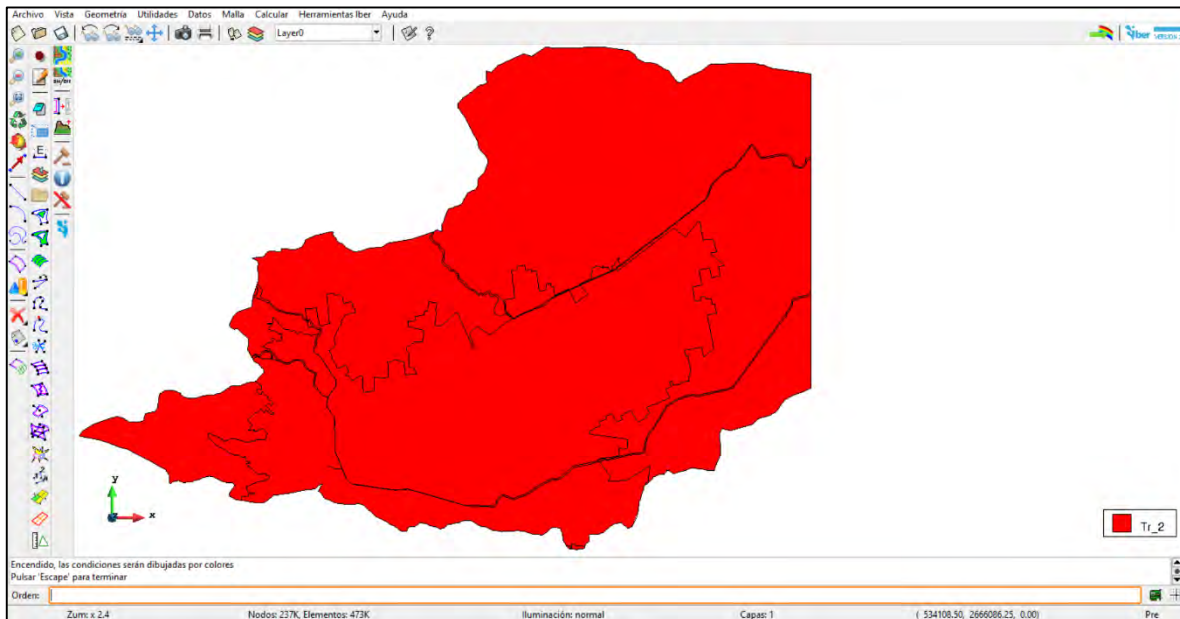 Archivo Vista Geometría Utilidades Datos Malla Calcular Herramientas Iber Ayuda
Layer0
Iber
E
y
x
Tr_2
Encendido, las condiciones serán dibujadas por colores
Pulsar 'Escape' para terminar
Orden:
Zum: x 2.4 Nodos: 237K, Elementos: 473K Iluminación: normal Capas: 1 ( 534108.50, 2666086.25, 0.00) Pre